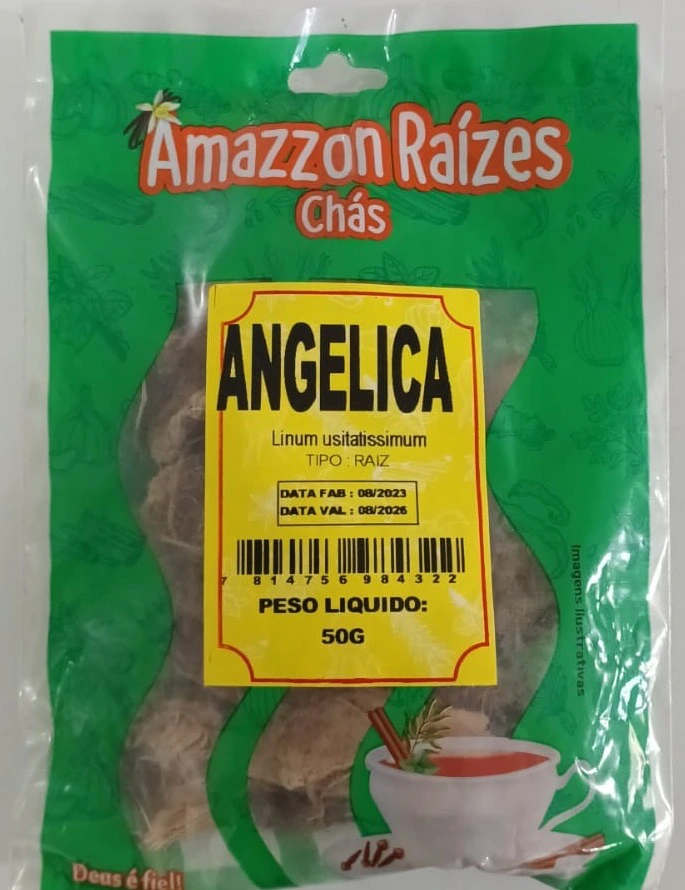 Amazzon Raízes
Chás
ANGELICA
Linum usitatissimum
TIPO : RAIZ
DATA FAB : 08/2023
DATA VAL : 08/2026
7 814756 984322
PESO LIQUIDO:
50G
Imagens Ilustrativas
Deus é fiel!